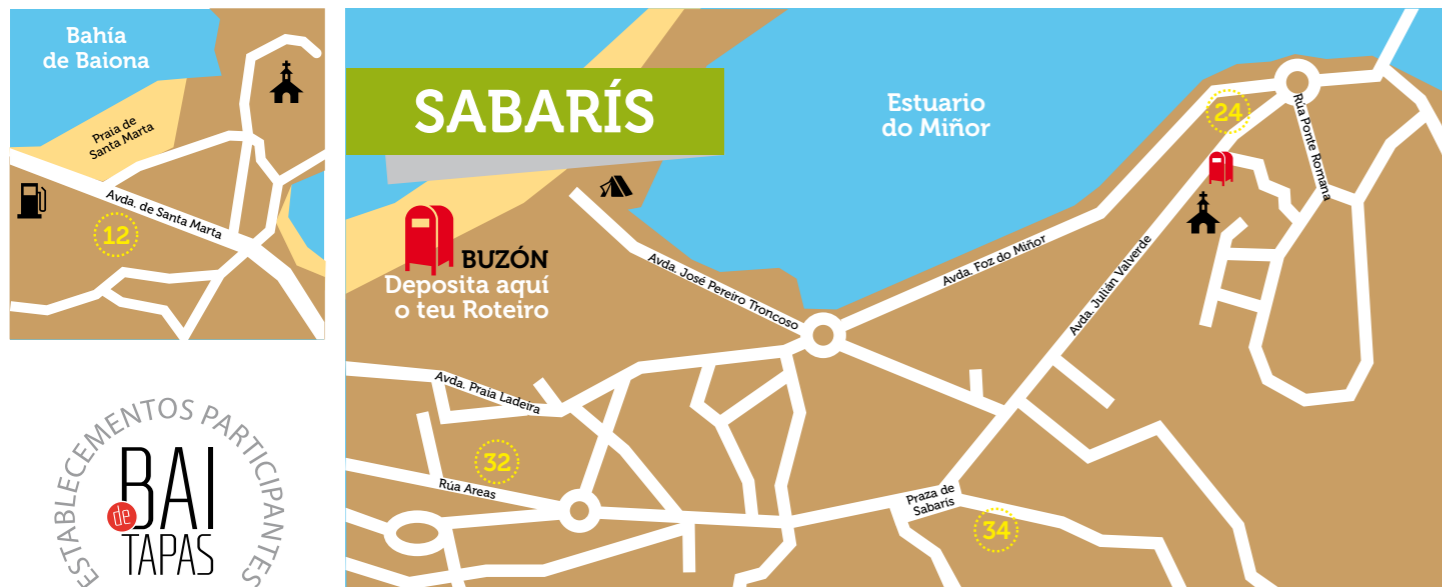 Bahía
de Baiona
Praia de
Santa Marta
Avda. de Santa Marta
12
SABARÍS
Estuario
do Miñor
24
Rúa Ponte Romana
BUZÓN
Deposita aquí
o teu Roteiro
Avda. José Pereiro Troncoso
Avda. Foz do Miñor
Avda. Julián Valverde
Avda. Praia Ladeira
32
Rúa Areas
Praza de
Sabaris
34
ESTABLECEMENTOS PARTICIPANTES
BAI
de
TAPAS